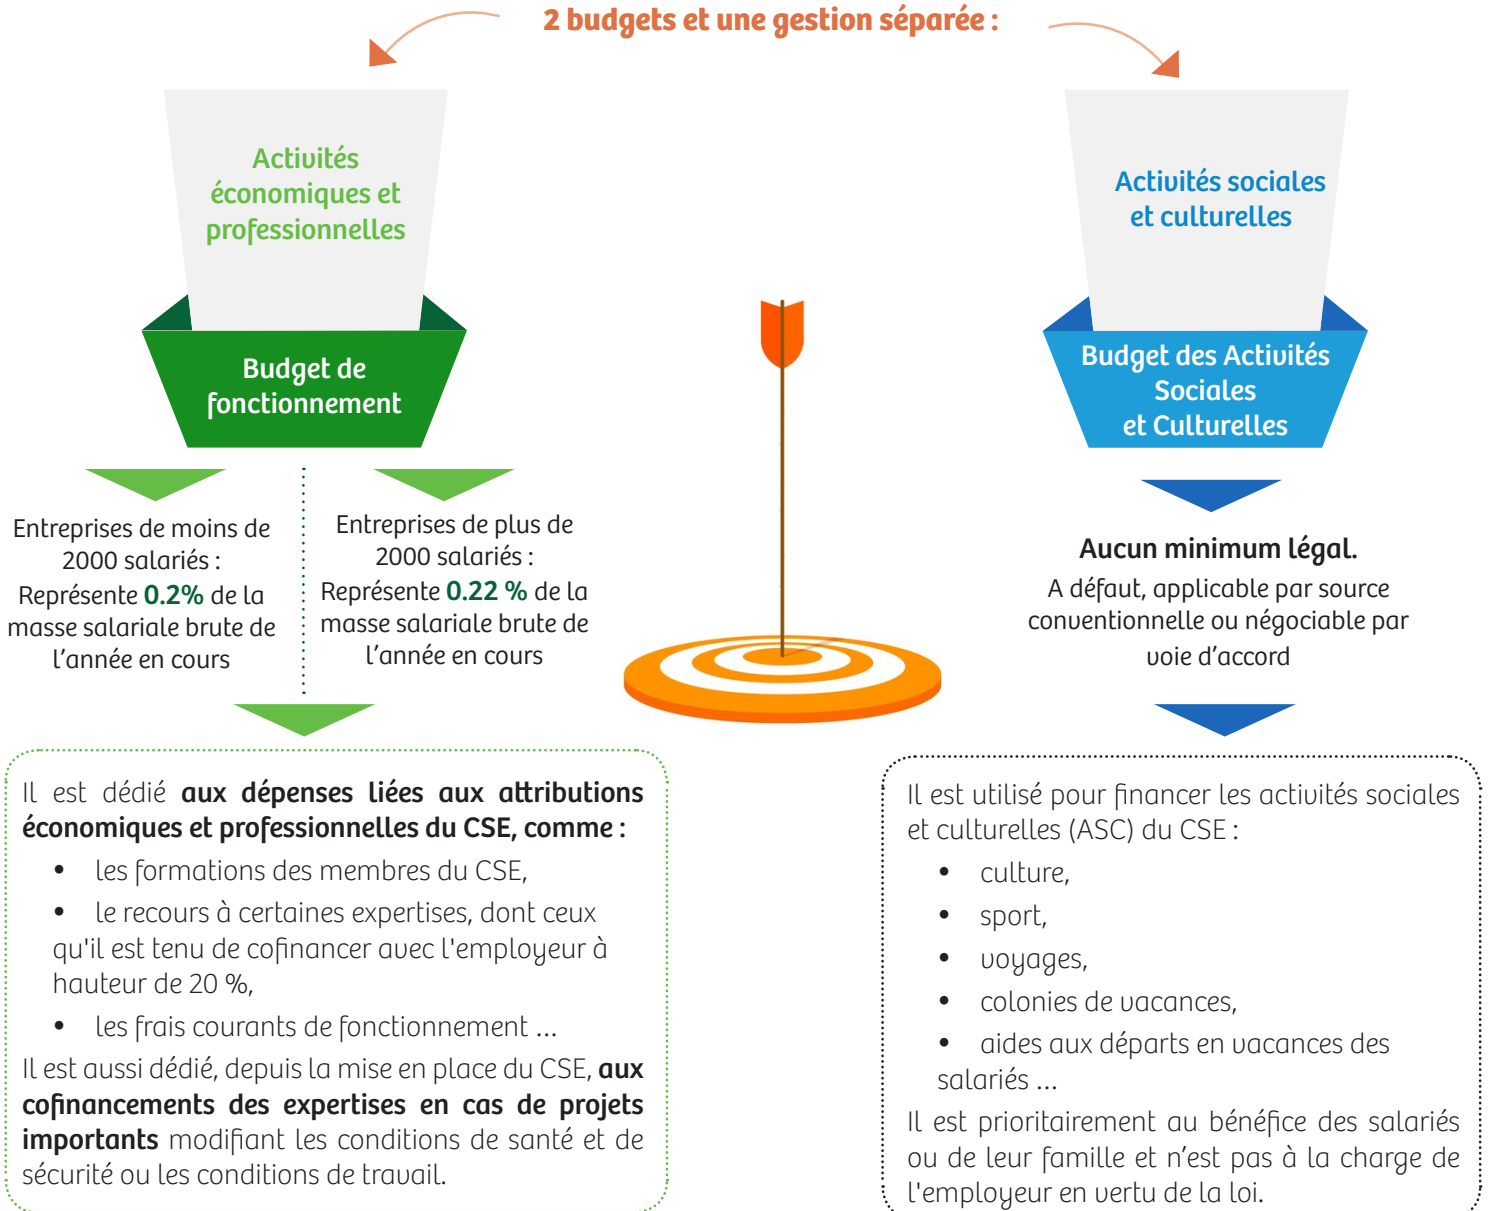 2 budgets et une gestion séparée :
Activités
économiques et
professionnelles
Budget de
fonctionnement
Entreprises de moins de
2000 salariés :
Représente 0.2% de la
masse salariale brute de
l'année en cours
Entreprises de plus de
2000 salariés :
Représente 0.22 % de la
masse salariale brute de
l'année en cours
Il est dédié aux dépenses liées aux attributions
économiques et professionnelles du CSE, comme :
• les formations des membres du CSE,
• le recours à certaines expertises, dont ceux
qu'il est tenu de cofinancer avec l'employeur à
hauteur de 20 %,
• les frais courants de fonctionnement ...
Il est aussi dédié, depuis la mise en place du CSE, aux
cofinancements des expertises en cas de projets
importants modifiant les conditions de santé et de
sécurité ou les conditions de travail.
Activités sociales
et culturelles
Budget des Activités
Sociales
et Culturelles
Aucun minimum légal.
A défaut, applicable par source
conventionnelle ou négociable par
voie d'accord
Il est utilisé pour financer les activités sociales
et culturelles (ASC) du CSE :
• culture,
• sport,
• voyages,
• colonies de vacances,
• aides aux départs en vacances des
salariés ...
Il est prioritairement au bénéfice des salariés
ou de leur famille et n'est pas à la charge de
l'employeur en vertu de la loi.